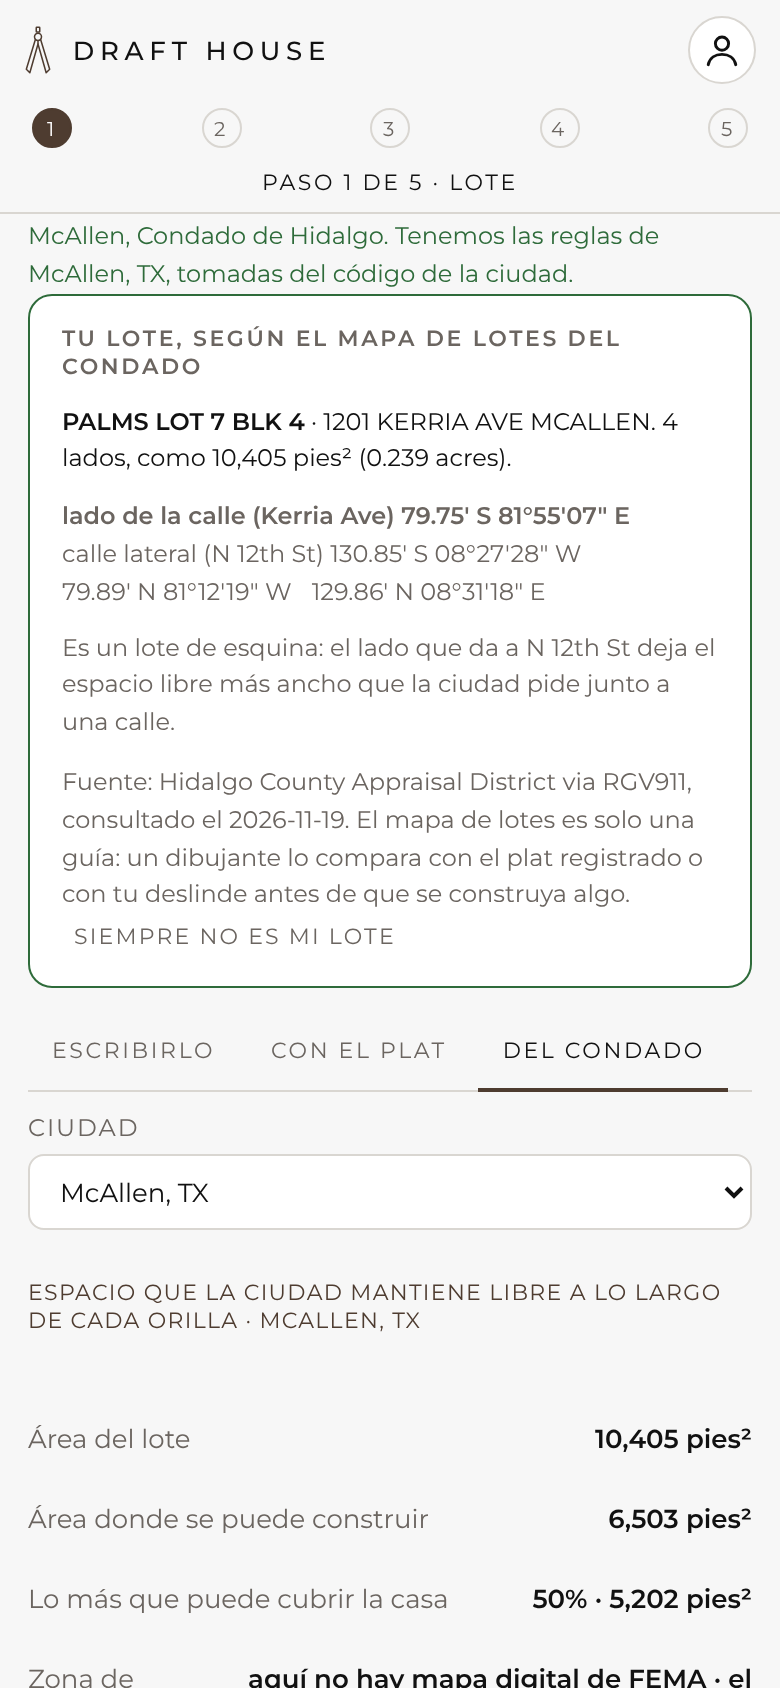 DRAFT HOUSE
1 2 3 4 5
PASO 1 DE 5 · LOTE
McAllen, Condado de Hidalgo. Tenemos las reglas de
McAllen, TX, tomadas del código de la ciudad.
TU LOTE, SEGÚN EL MAPA DE LOTES DEL
CONDADO
PALMS LOT 7 BLK 4 · 1201 KERRIA AVE MCALLEN. 4
lados, como 10,405 pies² (0.239 acres).
lado de la calle (Kerria Ave) 79.75' S 81°55'07" E
calle lateral (N 12th St) 130.85' S 08°27'28" W
79.89' N 81°12'19" W 129.86' N 08°31'18" E
Es un lote de esquina: el lado que da a N 12th St deja el
espacio libre más ancho que la ciudad pide junto a
una calle.
Fuente: Hidalgo County Appraisal District via RGV911,
consultado el 2026-11-19. El mapa de lotes es solo una
guía: un dibujante lo compara con el plat registrado o
con tu deslinde antes de que se construya algo.
SIEMPRE NO ES MI LOTE
ESCRIBIRLO CON EL PLAT DEL CONDADO
CIUDAD
McAllen, TX
ESPACIO QUE LA CIUDAD MANTIENE LIBRE A LO LARGO
DE CADA ORILLA · MCALLEN, TX
Área del lote 10,405 pies²
Área donde se puede construir 6,503 pies²
Lo más que puede cubrir la casa 50% · 5,202 pies²
Zona de aquí no hay mapa digital de FEMA · el